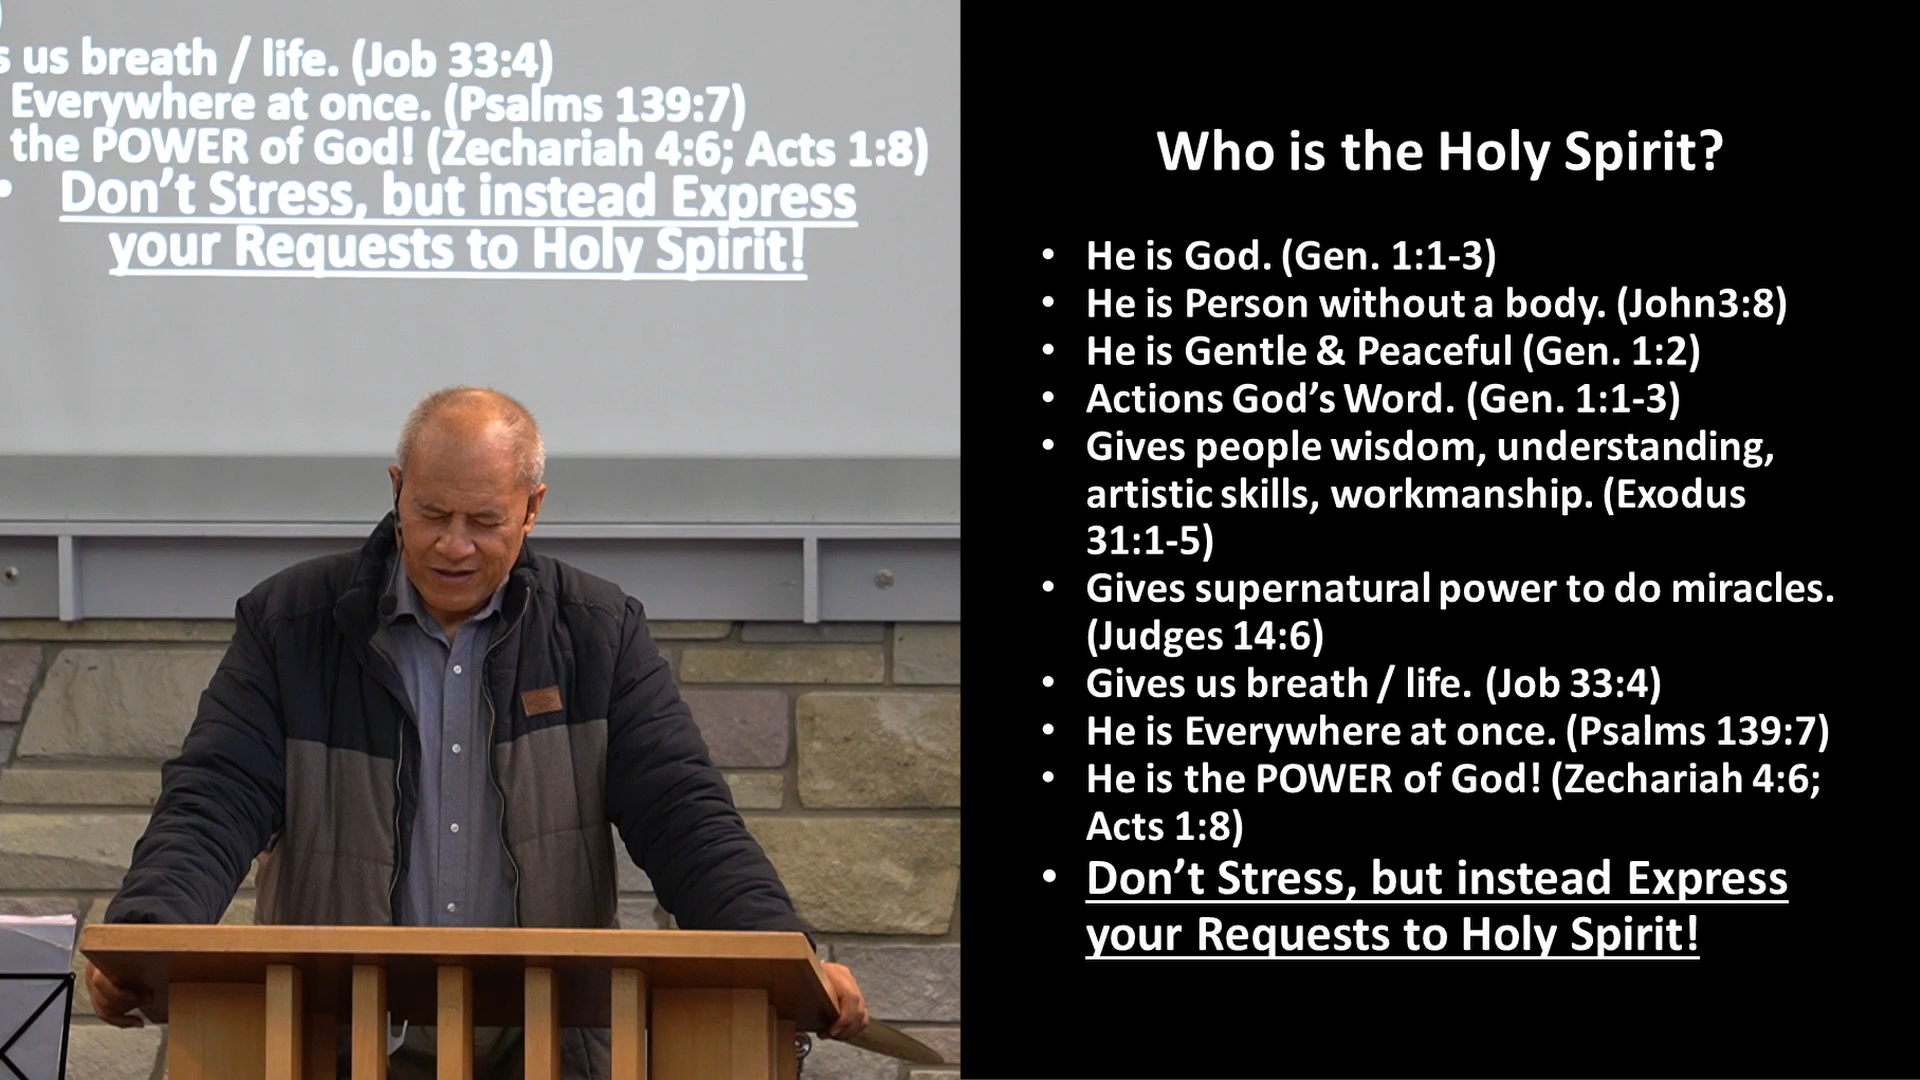 s us breath / life. (Job 33:4)
Everywhere at once. (Psalms 139:7)
the POWER of God! (Zechariah 4:6; Acts 1:8)
• Don't Stress, but instead Express
your Requests to Holy Spirit!
Who is the Holy Spirit?
• He is God. (Gen. 1:1-3)
• He is Person without a body. (John3:8)
• He is Gentle & Peaceful (Gen. 1:2)
• Actions God's Word. (Gen. 1:1-3)
• Gives people wisdom, understanding,
artistic skills, workmanship. (Exodus
31:1-5)
• Gives supernatural power to do miracles.
(Judges 14:6)
• Gives us breath / life. (Job 33:4)
• He is Everywhere at once. (Psalms 139:7)
• He is the POWER of God! (Zechariah 4:6;
Acts 1:8)
• Don't Stress, but instead Express
your Requests to Holy Spirit!